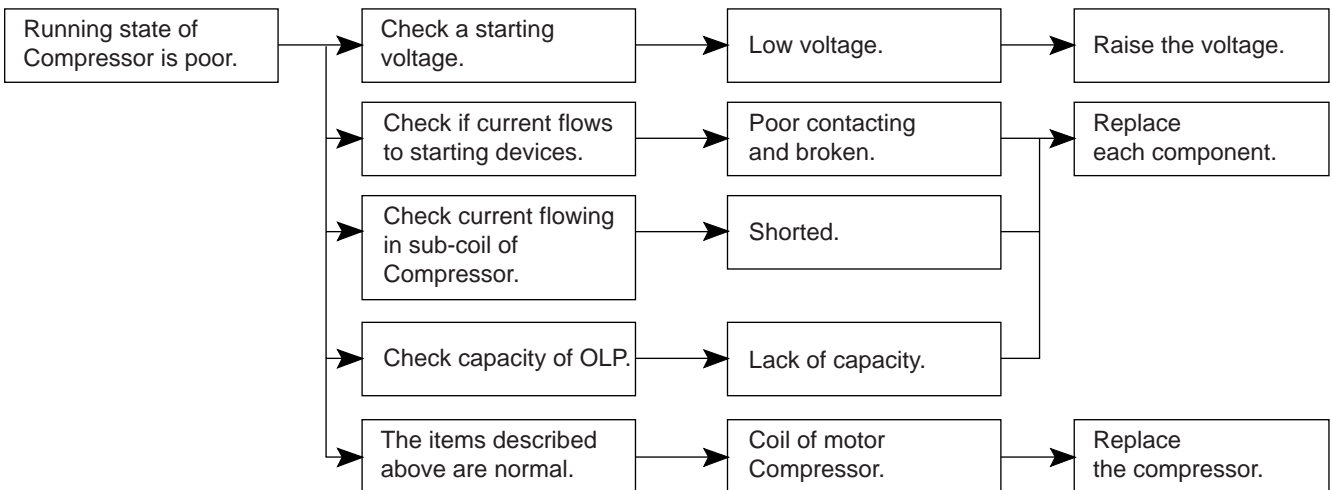 Running state of
Compressor is poor.
Check a starting
voltage.
Low voltage.
Raise the voltage.
Check if current flows
to starting devices.
Poor contacting
and broken.
Replace
each component.
Check current flowing
in sub-coil of
Compressor.
Shorted.
Check capacity of OLP.
Lack of capacity.
The items described
above are normal.
Coil of motor
Compressor.
Replace
the compressor.